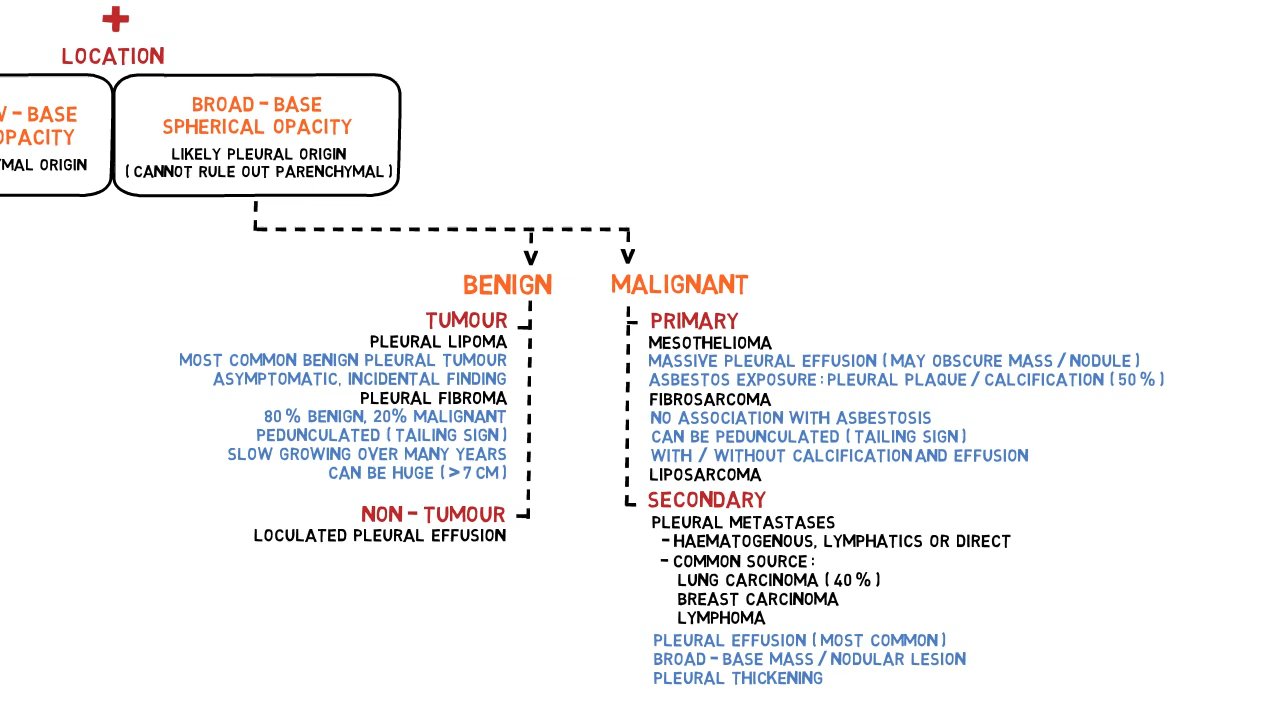 +
LOCATION
- BASE
OPACITY
ORIGIN
BROAD - BASE
SPHERICAL OPACITY
LIKELY PLEURAL ORIGIN
( CANNOT RULE OUT PARENCHYMAL )
BENIGN
TUMOUR
PLEURAL LIPOMA
MOST COMMON BENIGN PLEURAL TUMOUR
ASYMPTOMATIC, INCIDENTAL FINDING
PLEURAL FIBROMA
80 % BENIGN, 20% MALIGNANT
PEDUNCULATED ( TAILING SIGN )
SLOW GROWING OVER MANY YEARS
CAN BE HUGE ( > 7 CM )
NON - TUMOUR
LOCULATED PLEURAL EFFUSION
MALIGNANT
PRIMARY
MESOTHELIOMA
MASSIVE PLEURAL EFFUSION ( MAY OBSCURE MASS / NODULE )
ASBESTOS EXPOSURE : PLEURAL PLAQUE / CALCIFICATION ( 50 % )
FIBROSARCOMA
NO ASSOCIATION WITH ASBESTOSIS
CAN BE PEDUNCULATED ( TAILING SIGN )
WITH / WITHOUT CALCIFICATION AND EFFUSION
LIPOSARCOMA
SECONDARY
PLEURAL METASTASES
- HAEMATOGENOUS, LYMPHATICS OR DIRECT
- COMMON SOURCE :
LUNG CARCINOMA ( 40 % )
BREAST CARCINOMA
LYMPHOMA
PLEURAL EFFUSION ( MOST COMMON )
BROAD - BASE MASS / NODULAR LESION
PLEURAL THICKENING